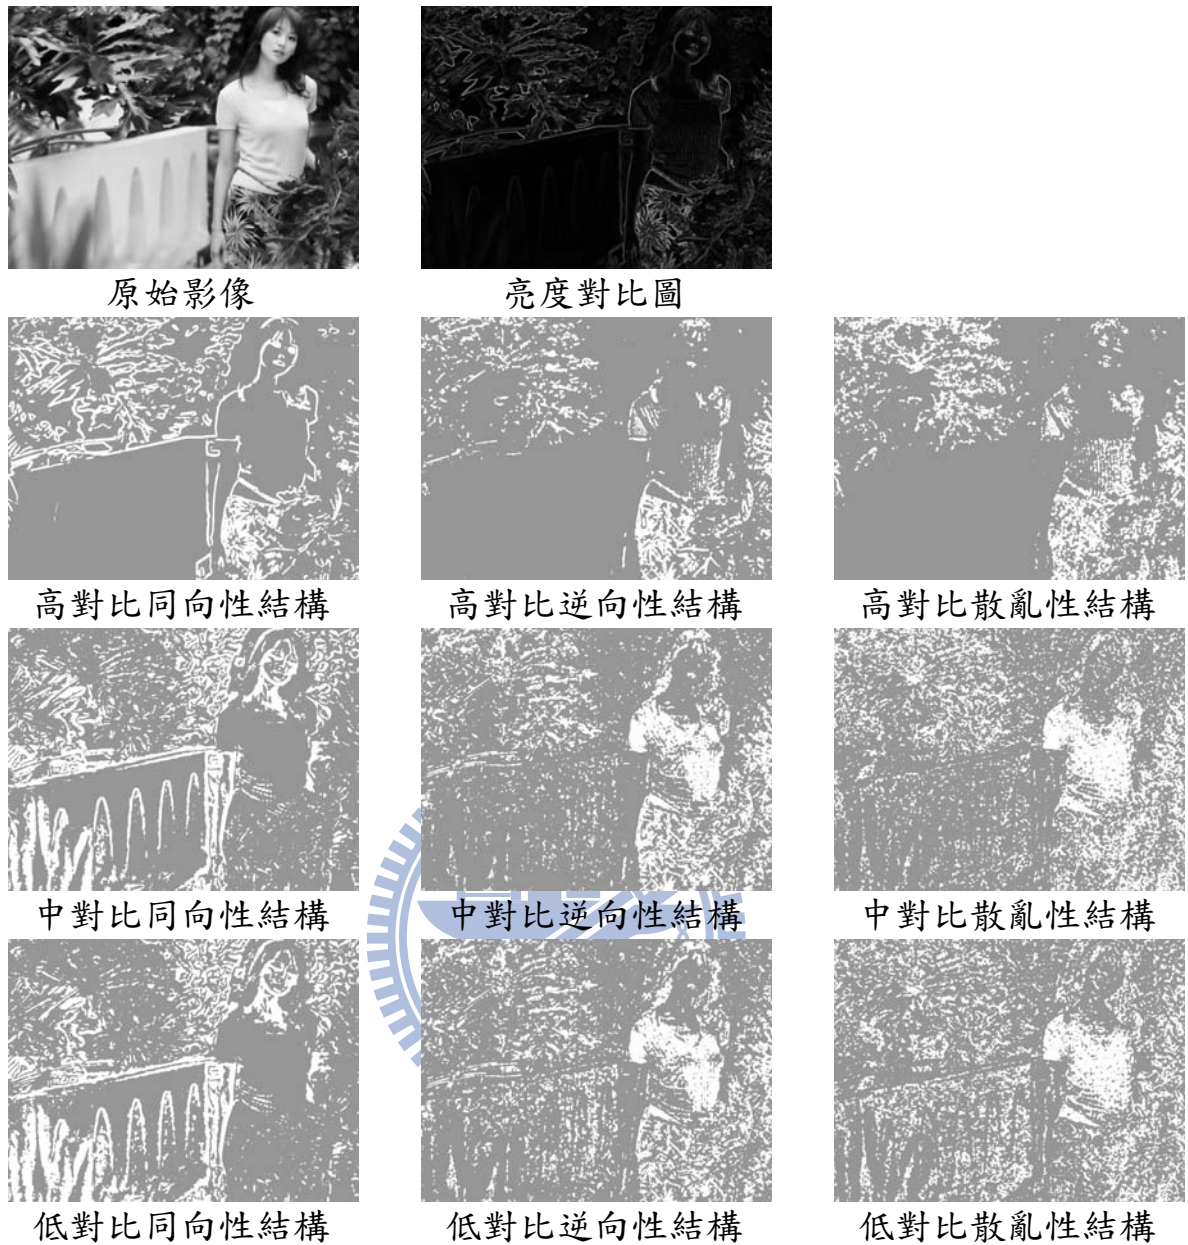 原始影像
亮度對比圖
高對比同向性結構
高對比逆向性結構
高對比散亂性結構
中對比同向性結構
中對比逆向性結構
中對比散亂性結構
低對比同向性結構
低對比逆向性結構
低對比散亂性結構